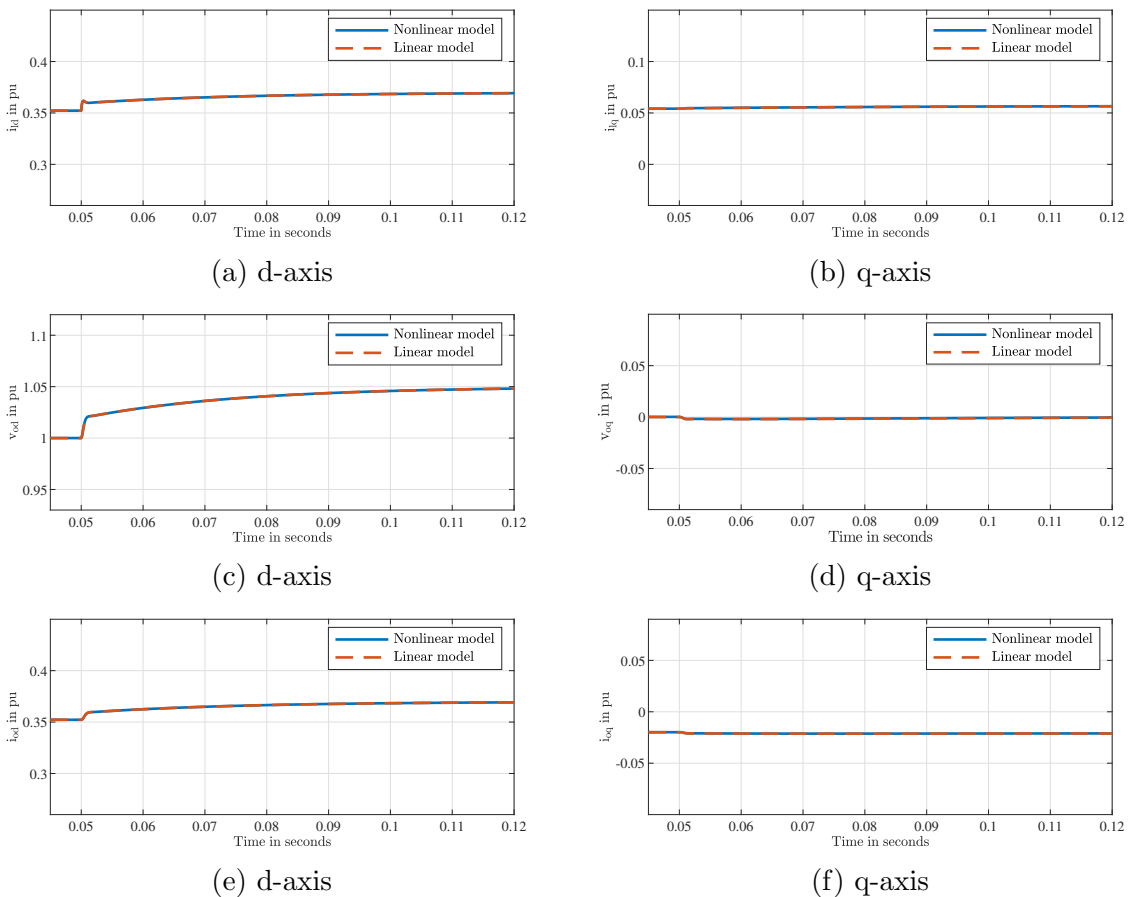 Nonlinear model
Linear model
0.4
0.35
0.3
i_ld in pu
0.05 0.06 0.07 0.08 0.09 0.1 0.11 0.12
Time in seconds
(a) d-axis
Nonlinear model
Linear model
0.1
0.05
0
i_lq in pu
0.05 0.06 0.07 0.08 0.09 0.1 0.11 0.12
Time in seconds
(b) q-axis
Nonlinear model
Linear model
1.1
1.05
1
0.95
v_od in pu
0.05 0.06 0.07 0.08 0.09 0.1 0.11 0.12
Time in seconds
(c) d-axis
Nonlinear model
Linear model
0.05
0
-0.05
v_oq in pu
0.05 0.06 0.07 0.08 0.09 0.1 0.11 0.12
Time in seconds
(d) q-axis
Nonlinear model
Linear model
0.4
0.35
0.3
i_od in pu
0.05 0.06 0.07 0.08 0.09 0.1 0.11 0.12
Time in seconds
(e) d-axis
Nonlinear model
Linear model
0.05
0
-0.05
i_oq in pu
0.05 0.06 0.07 0.08 0.09 0.1 0.11 0.12
Time in seconds
(f) q-axis